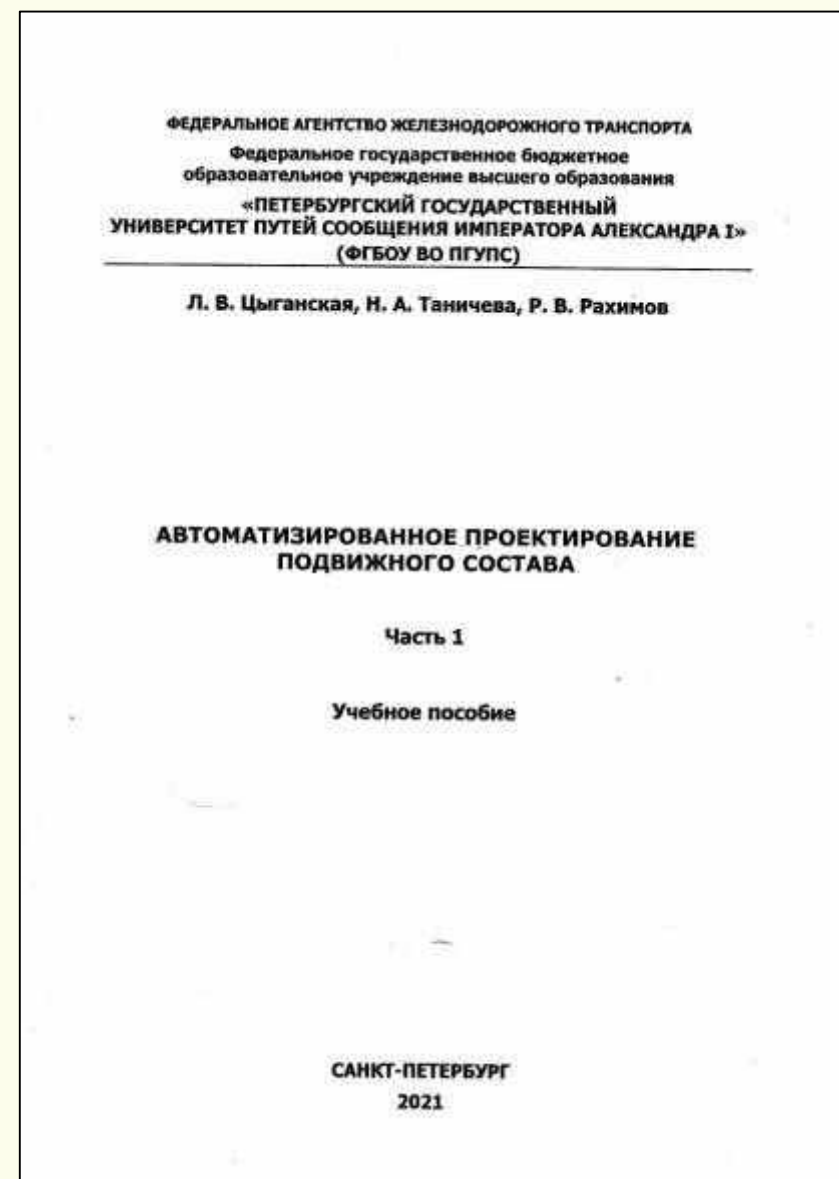 ФЕДЕРАЛЬНОЕ АГЕНТСТВО ЖЕЛЕЗНОДОРОЖНОГО ТРАНСПОРТА
Федеральное государственное бюджетное
образовательное учреждение высшего образования
«ПЕТЕРБУРГСКИЙ ГОСУДАРСТВЕННЫЙ
УНИВЕРСИТЕТ ПУТЕЙ СООБЩЕНИЯ ИМПЕРАТОРА АЛЕКСАНДРА I»
(ФГБОУ ВО ПГУПС)
Л. В. Цыганская, Н. А. Таничева, Р. В. Рахимов
АВТОМАТИЗИРОВАННОЕ ПРОЕКТИРОВАНИЕ
ПОДВИЖНОГО СОСТАВА
Часть 1
Учебное пособие
САНКТ-ПЕТЕРБУРГ
2021